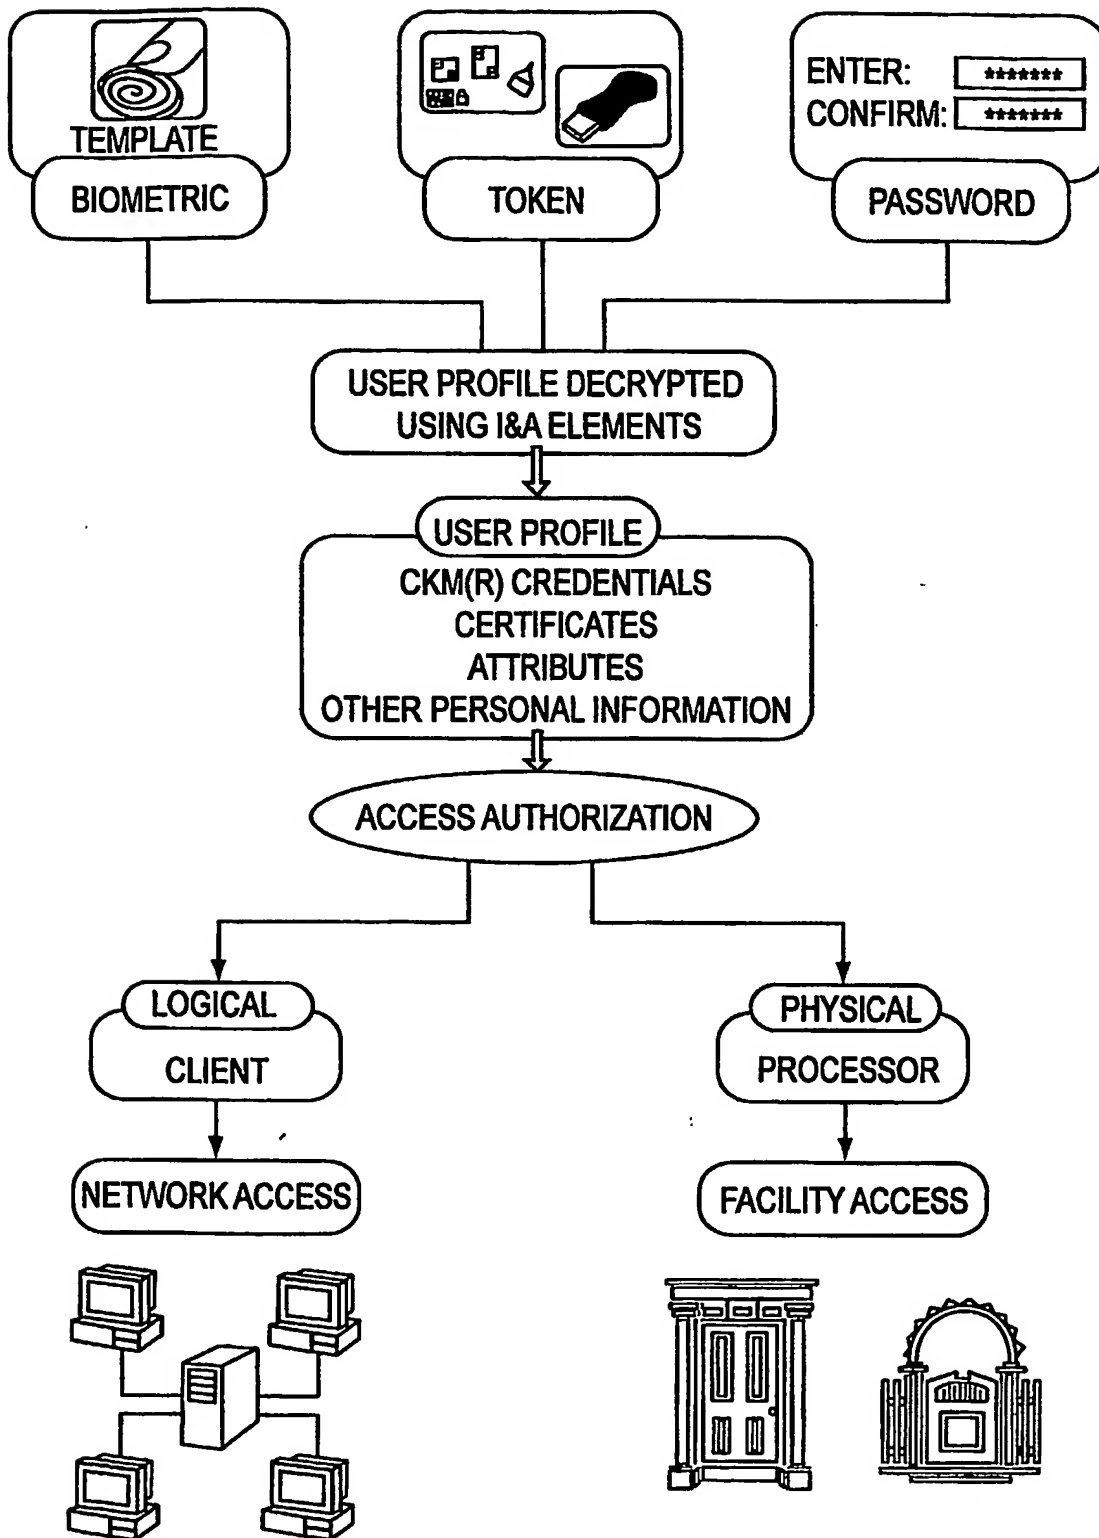 TEMPLATE
BIOMETRIC
TOKEN
ENTER: *******
CONFIRM: *******
PASSWORD
USER PROFILE DECRYPTED
USING I&A ELEMENTS
USER PROFILE
CKM(R) CREDENTIALS
CERTIFICATES
ATTRIBUTES
OTHER PERSONAL INFORMATION
ACCESS AUTHORIZATION
LOGICAL
CLIENT
PHYSICAL
PROCESSOR
NETWORK ACCESS
FACILITY ACCESS